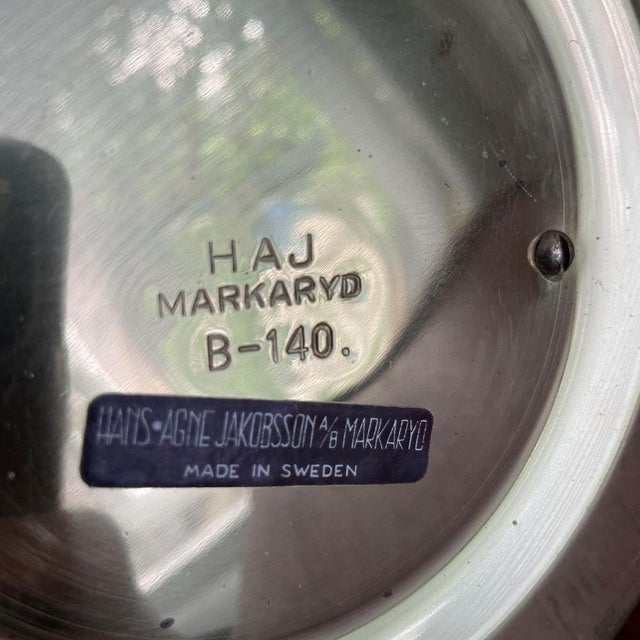 HAJ
MARKARYD
B-140.
HANS•AGNE JAKOBSSON A/B MARKARYD
MADE IN SWEDEN